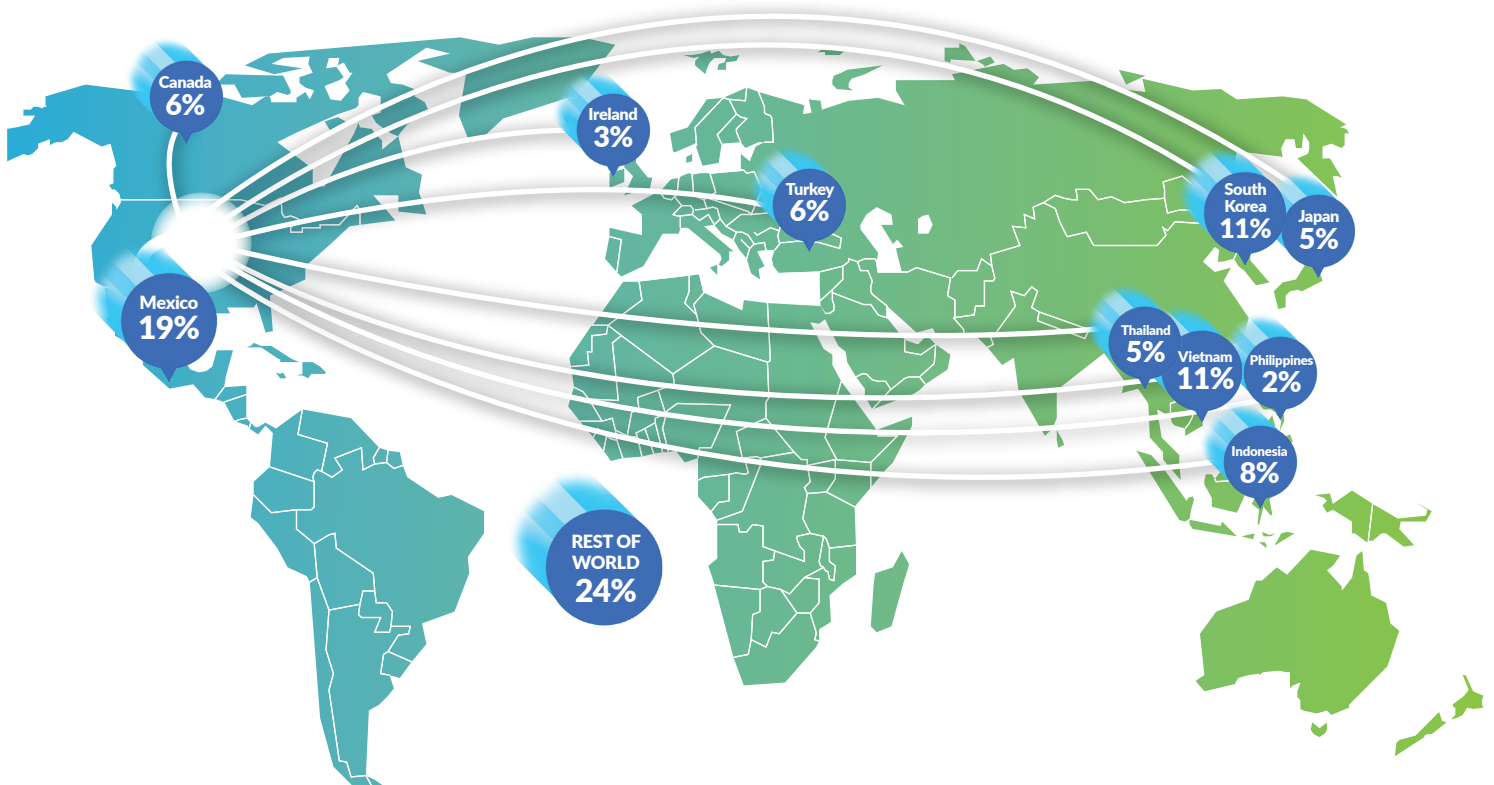 Canada
6%
Ireland
3%
Turkey
6%
South
Korea
11%
Japan
5%
Mexico
19%
Thailand
5%
Vietnam
11%
Philippines
2%
Indonesia
8%
REST OF
WORLD
24%